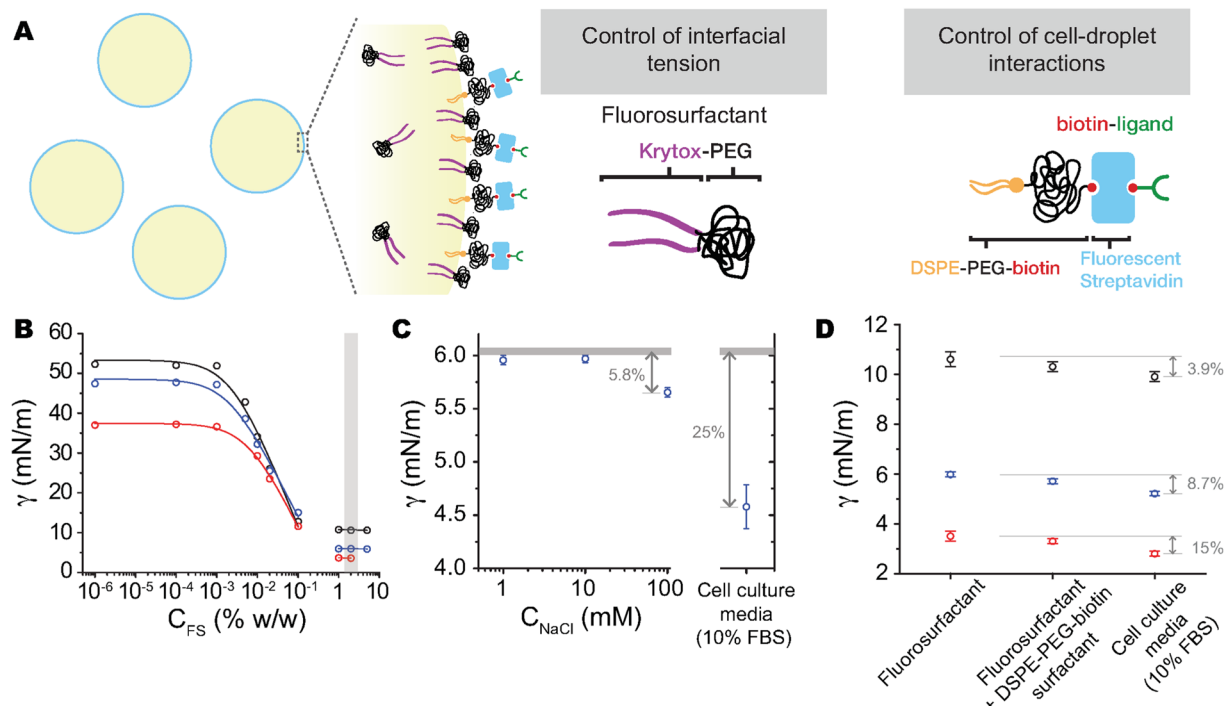 A
Control of interfacial
tension
Fluorosurfactant
Krytox-PEG
Control of cell-droplet
interactions
biotin-ligand
DSPE-PEG-biotin
Fluorescent
Streptavidin
B
60
50
40
30
20
10
0
γ (mN/m)
10⁻⁶ 10⁻⁵ 10⁻⁴ 10⁻³ 10⁻² 10⁻¹ 1 10
C_FS (% w/w)
C
6.0
5.5
5.0
4.5
4.0
γ (mN/m)
5.8%
25%
1 10 100
C_NaCl (mM)
Cell culture
media
(10% FBS)
D
12
10
8
6
4
2
γ (mN/m)
3.9%
8.7%
15%
Fluorosurfactant
Fluorosurfactant
+ DSPE-PEG-biotin
surfactant
Cell culture
media
(10% FBS)